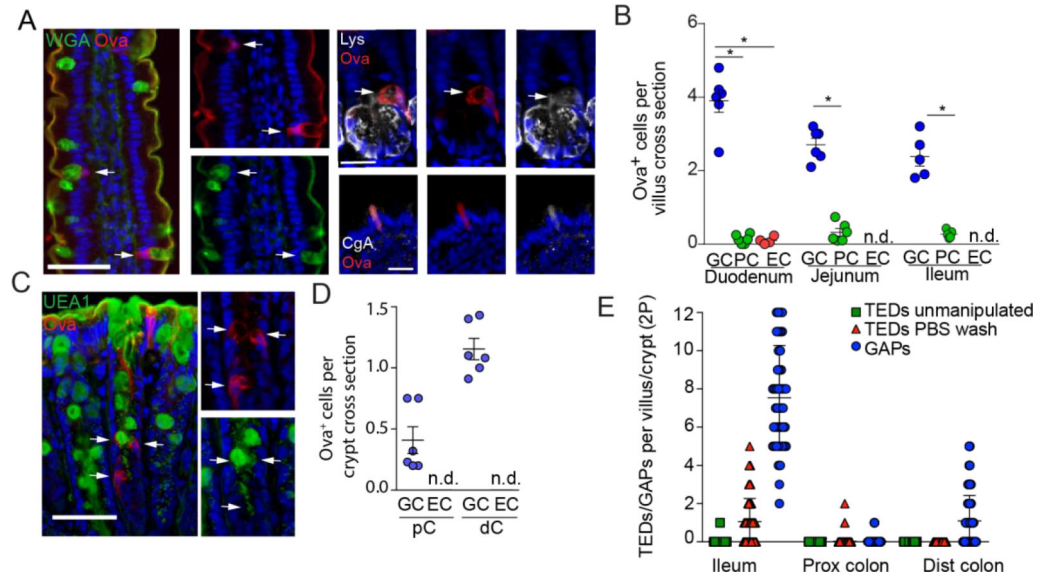 A
WGA Ova
Lys
Ova
CgA
Ova
B
Ova+ cells per
villus cross section
6
4
2
0
*
*
*
*
n.d.
n.d.
GC PC EC
GC PC EC
GC PC EC
Duodenum
Jejunum
Ileum
C
UEA1
Ova
D
Ova+ cells per
crypt cross section
1.5
1.0
0.5
0.0
n.d.
n.d.
GC EC
GC EC
pC
dC
E
TEDs/GAPs per villus/crypt (2P)
12
10
8
6
4
2
0
TEDs unmanipulated
TEDs PBS wash
GAPs
Ileum
Prox colon
Dist colon